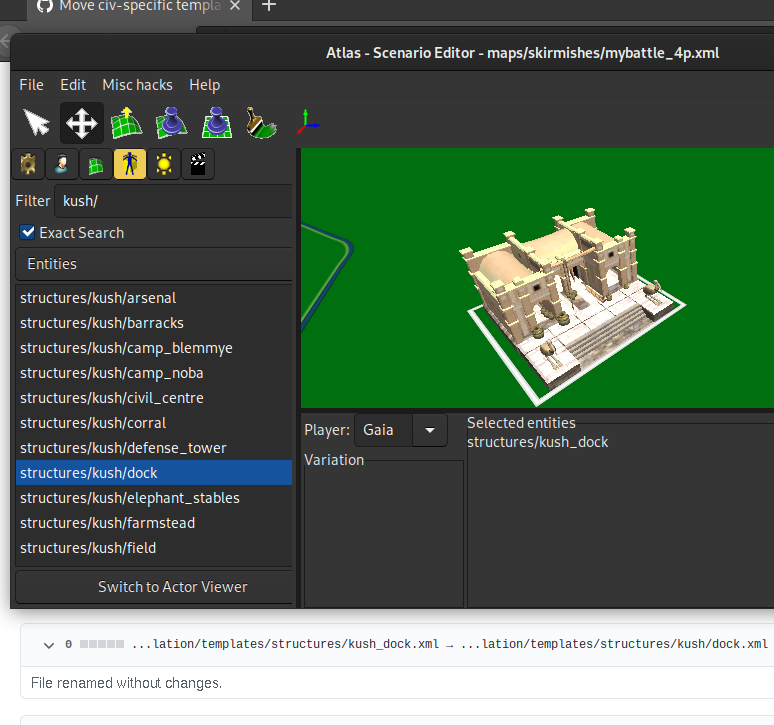 Move civ-specific templa
Atlas - Scenario Editor - maps/skirmishes/mybattle_4p.xml
File Edit Misc hacks Help
Filter kush/
Exact Search
Entities
structures/kush/arsenal
structures/kush/barracks
structures/kush/camp_blemmye
structures/kush/camp_noba
structures/kush/civil_centre
structures/kush/corral
structures/kush/defense_tower
structures/kush/dock
structures/kush/elephant_stables
structures/kush/farmstead
structures/kush/field
Switch to Actor Viewer
Player: Gaia
Variation
Selected entities
structures/kush_dock
0 ...lation/templates/structures/kush_dock.xml → ...lation/templates/structures/kush/dock.xml
File renamed without changes.